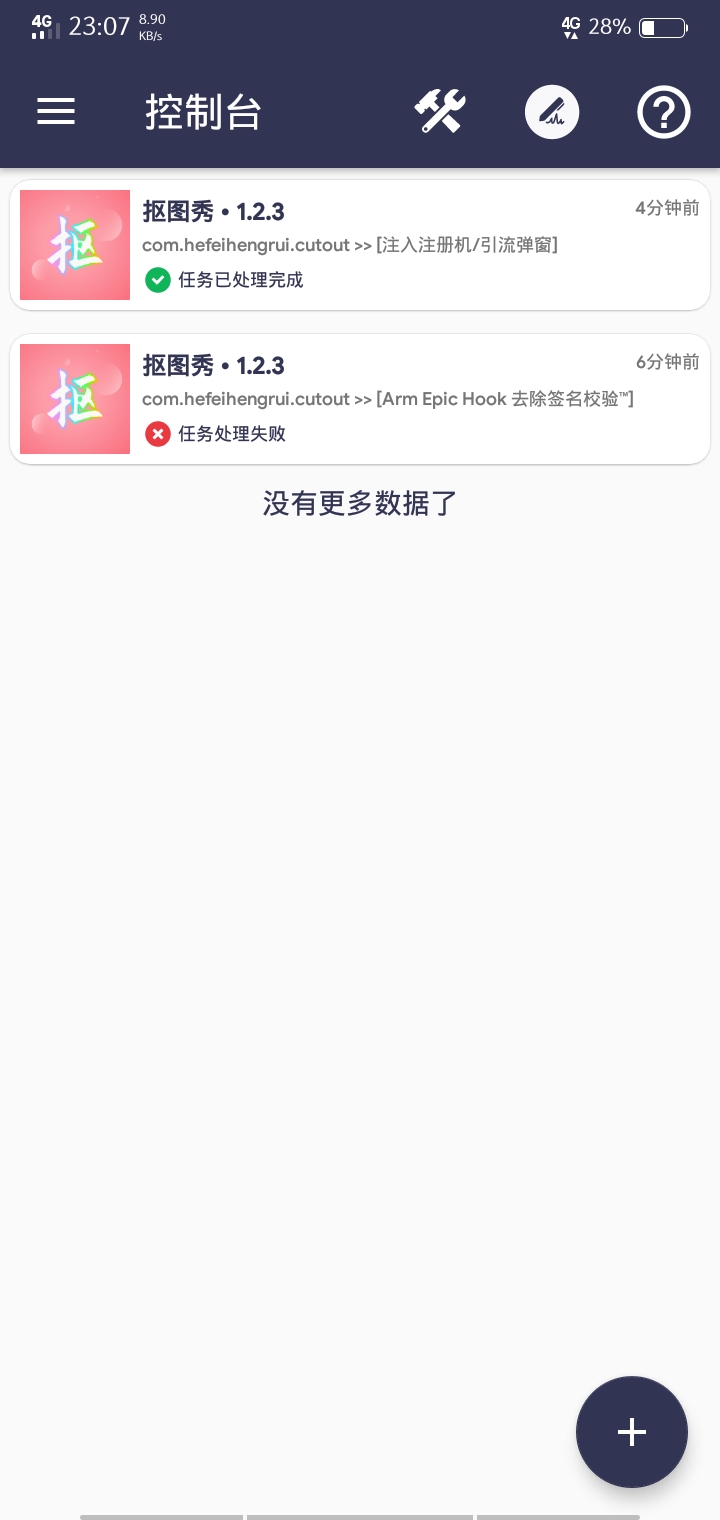 4G 23:07 8.90 KB/s 4G 28%
控制台
抠 抠图秀 • 1.2.3 4分钟前
com.hefeihengrui.cutout >> [注入注册机/引流弹窗]
任务已处理完成
抠 抠图秀 • 1.2.3 6分钟前
com.hefeihengrui.cutout >> [Arm Epic Hook 去除签名校验™]
任务处理失败
没有更多数据了